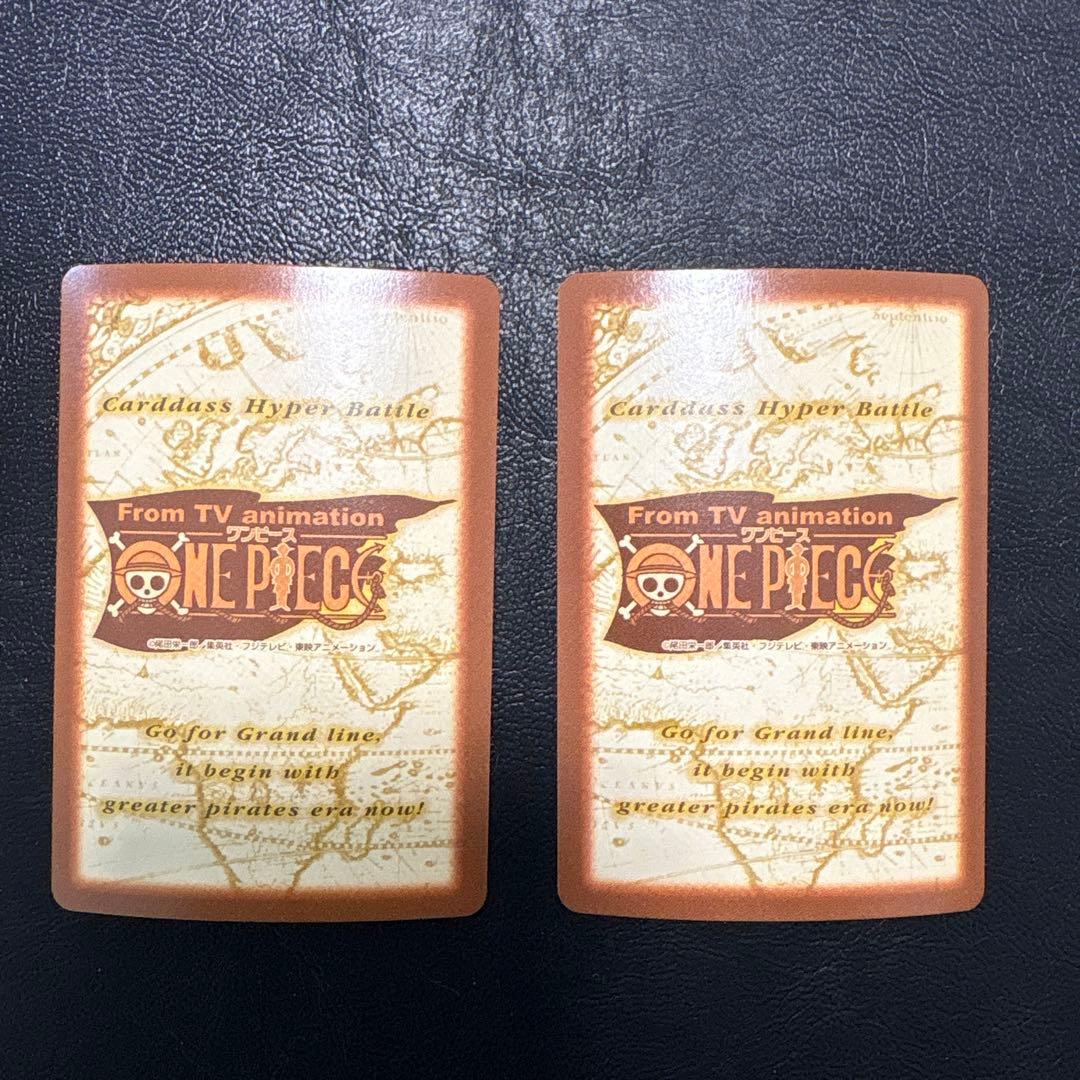 Septentrio
Carddass Hyper Battle
From TV animation
ワンピース
ONE PIECE
©尾田栄一郎／集英社・フジテレビ・東映アニメーション
Go for Grand line,
it begin with
greater pirates era now!
Septentrio
Carddass Hyper Battle
From TV animation
ワンピース
ONE PIECE
©尾田栄一郎／集英社・フジテレビ・東映アニメーション
Go for Grand line,
it begin with
greater pirates era now!